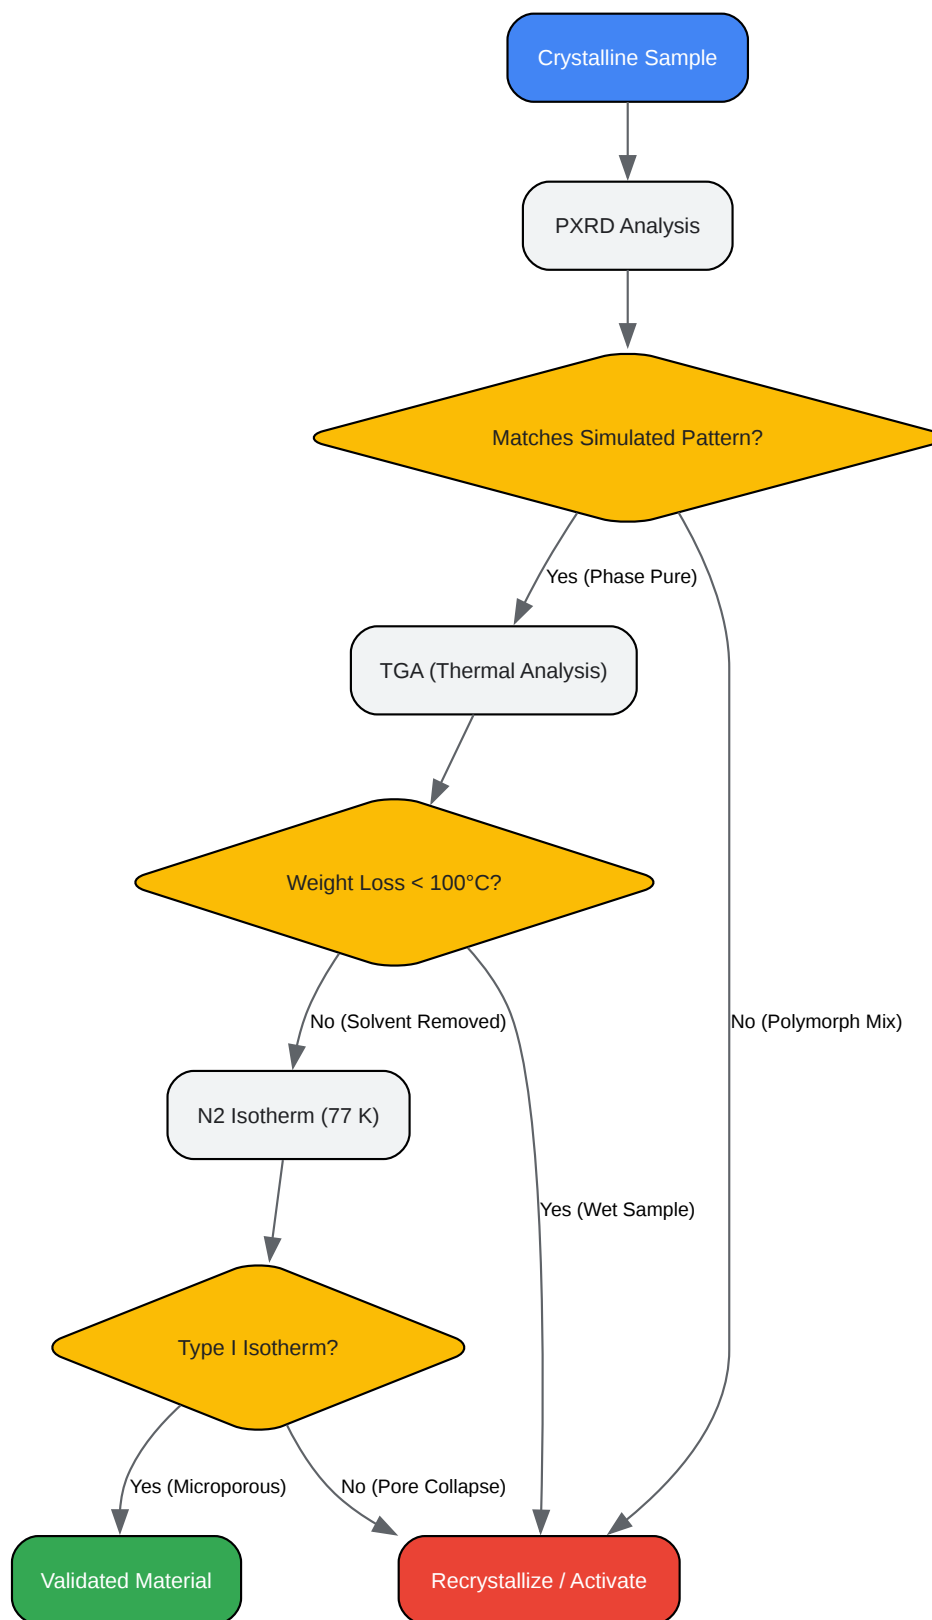 Crystalline Sample
PXRD Analysis
Matches Simulated Pattern?
Yes (Phase Pure)
TGA (Thermal Analysis)
Weight Loss < 100°C?
No (Solvent Removed)
No (Polymorph Mix)
N2 Isotherm (77 K)
Yes (Wet Sample)
Type I Isotherm?
Yes (Microporous)
No (Pore Collapse)
Validated Material
Recrystallize / Activate